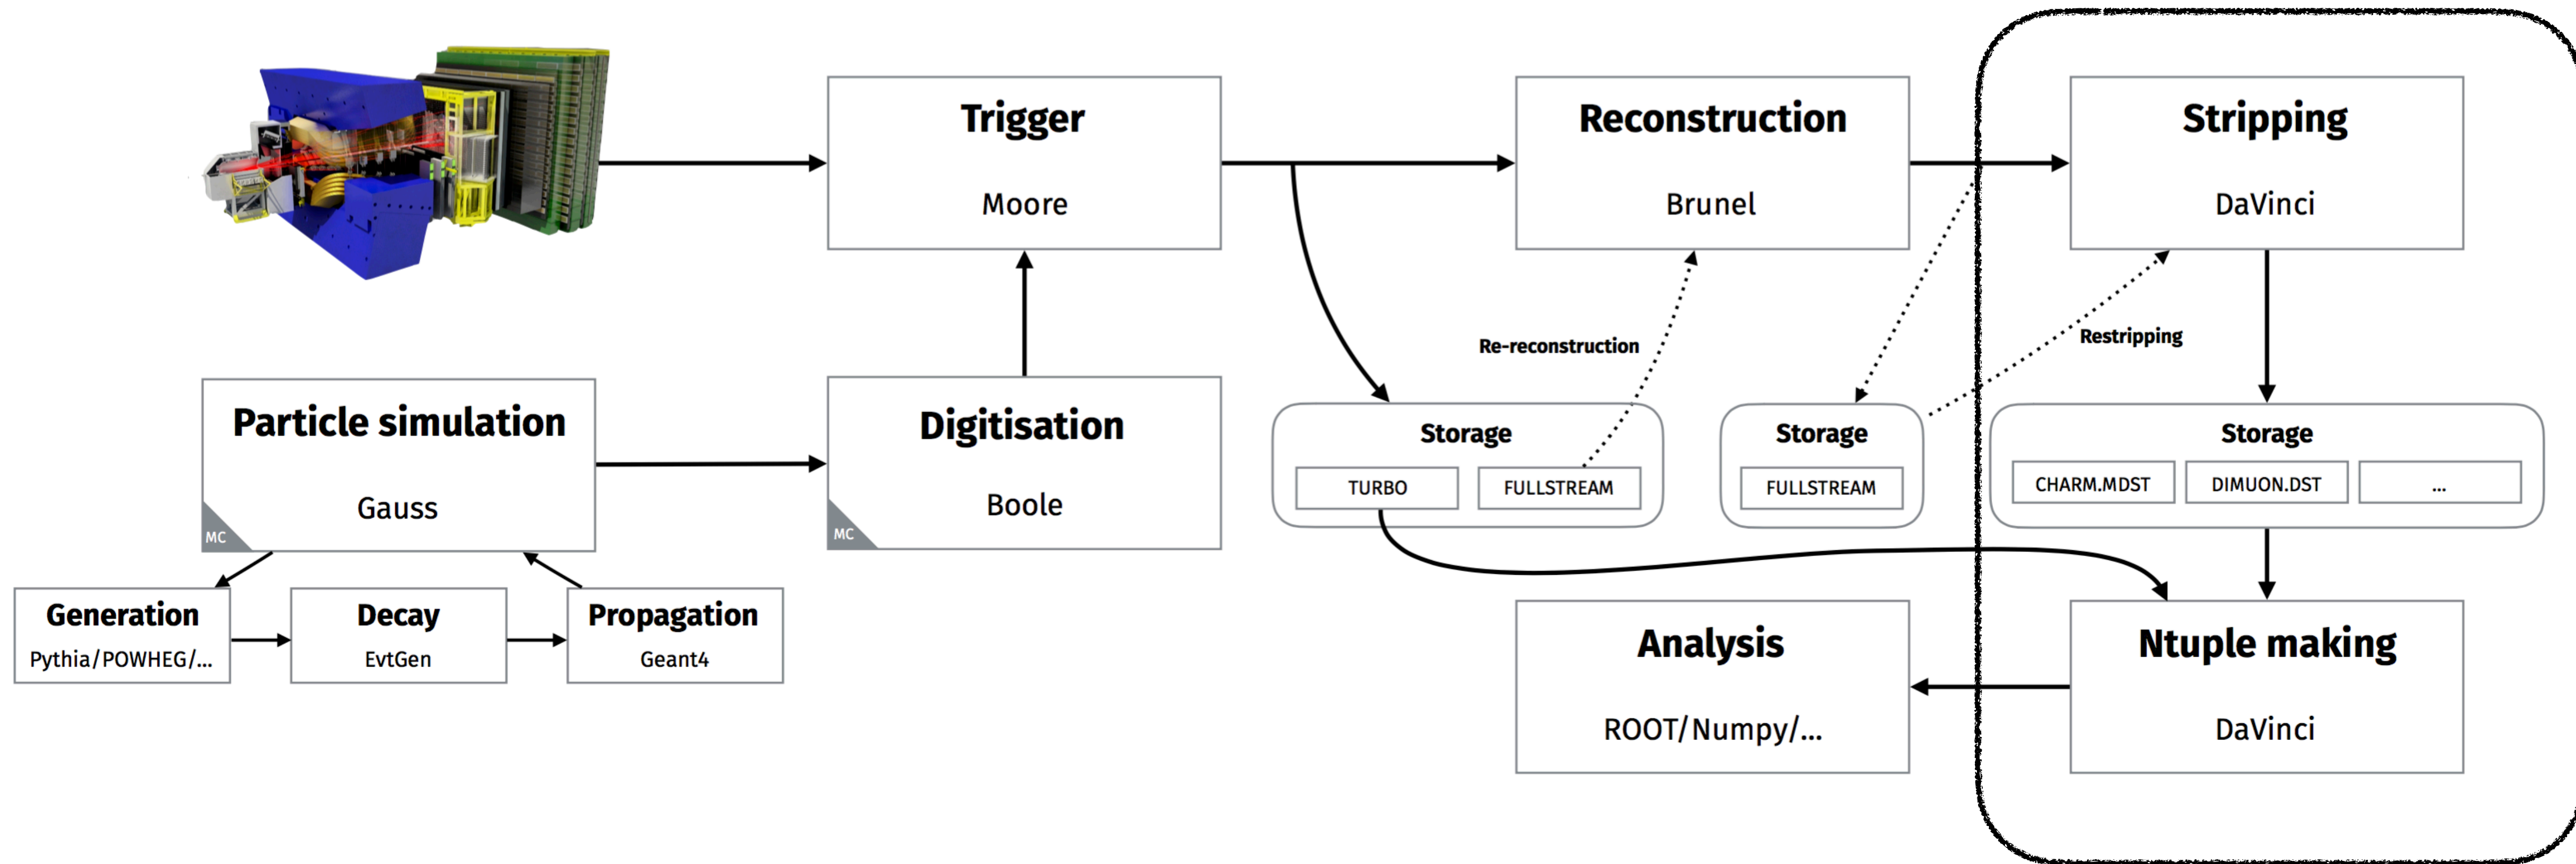 Trigger
Moore
Reconstruction
Brunel
Stripping
DaVinci
Re-reconstruction
Restripping
Particle simulation
Gauss
MC
Digitisation
Boole
MC
Storage
TURBO
FULLSTREAM
Storage
FULLSTREAM
Storage
CHARM.MDST
DIMUON.DST
...
Generation
Pythia/POWHEG/...
Decay
EvtGen
Propagation
Geant4
Analysis
ROOT/Numpy/...
Ntuple making
DaVinci